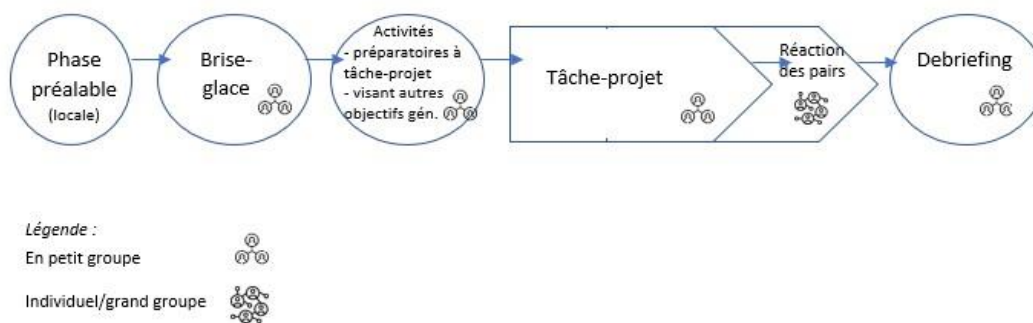 Phase
préalable
(locale)
Brise-
glace
Activités
- préparatoires à
tâche-projet
- visant autres
objectifs gén.
Tâche-projet
Réaction
des pairs
Debriefing
Légende :
En petit groupe
Individuel/grand groupe